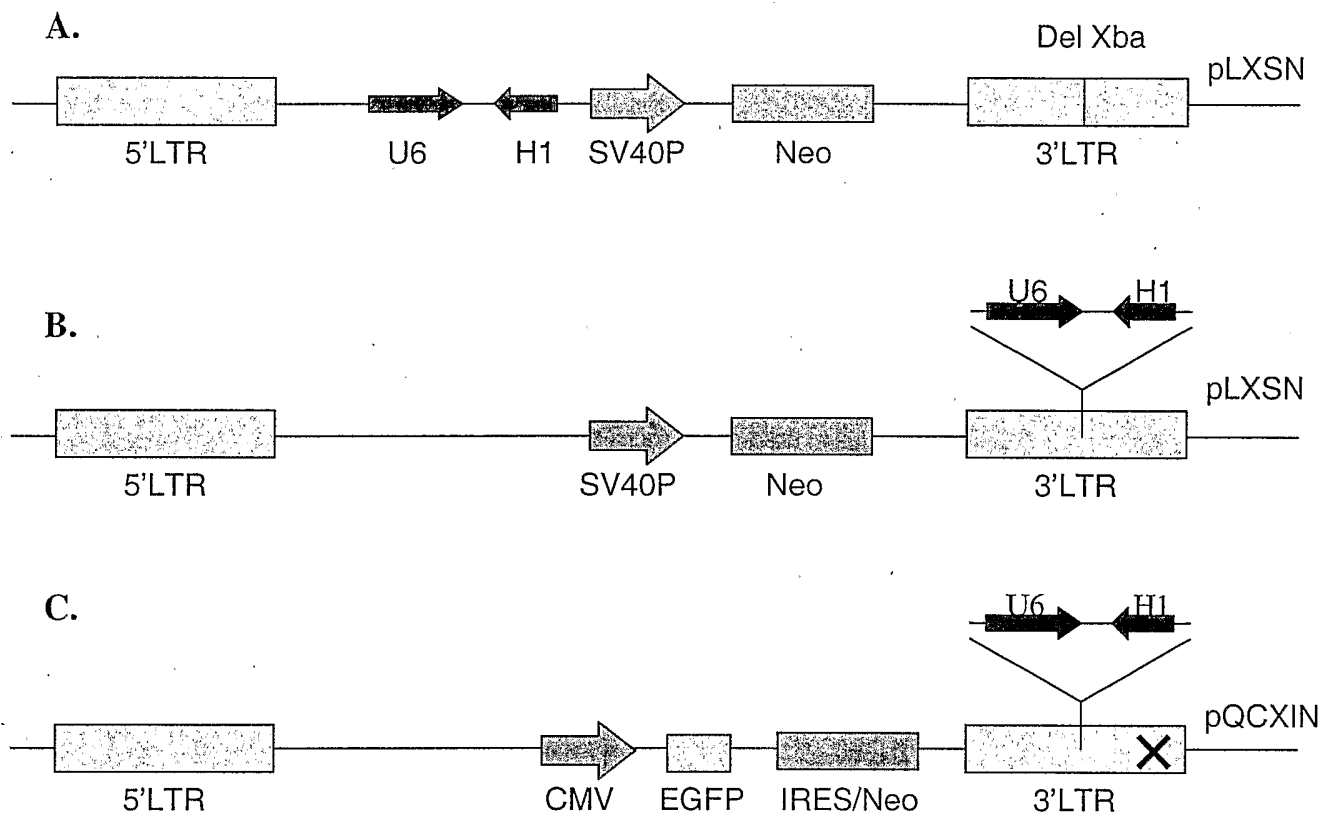 A.
Del Xba
pLXSN
5'LTR U6 H1 SV40P Neo 3'LTR
U6 H1
B.
pLXSN
5'LTR SV40P Neo 3'LTR
U6 H1
C.
pQCXIN
5'LTR CMV EGFP IRES/Neo 3'LTR